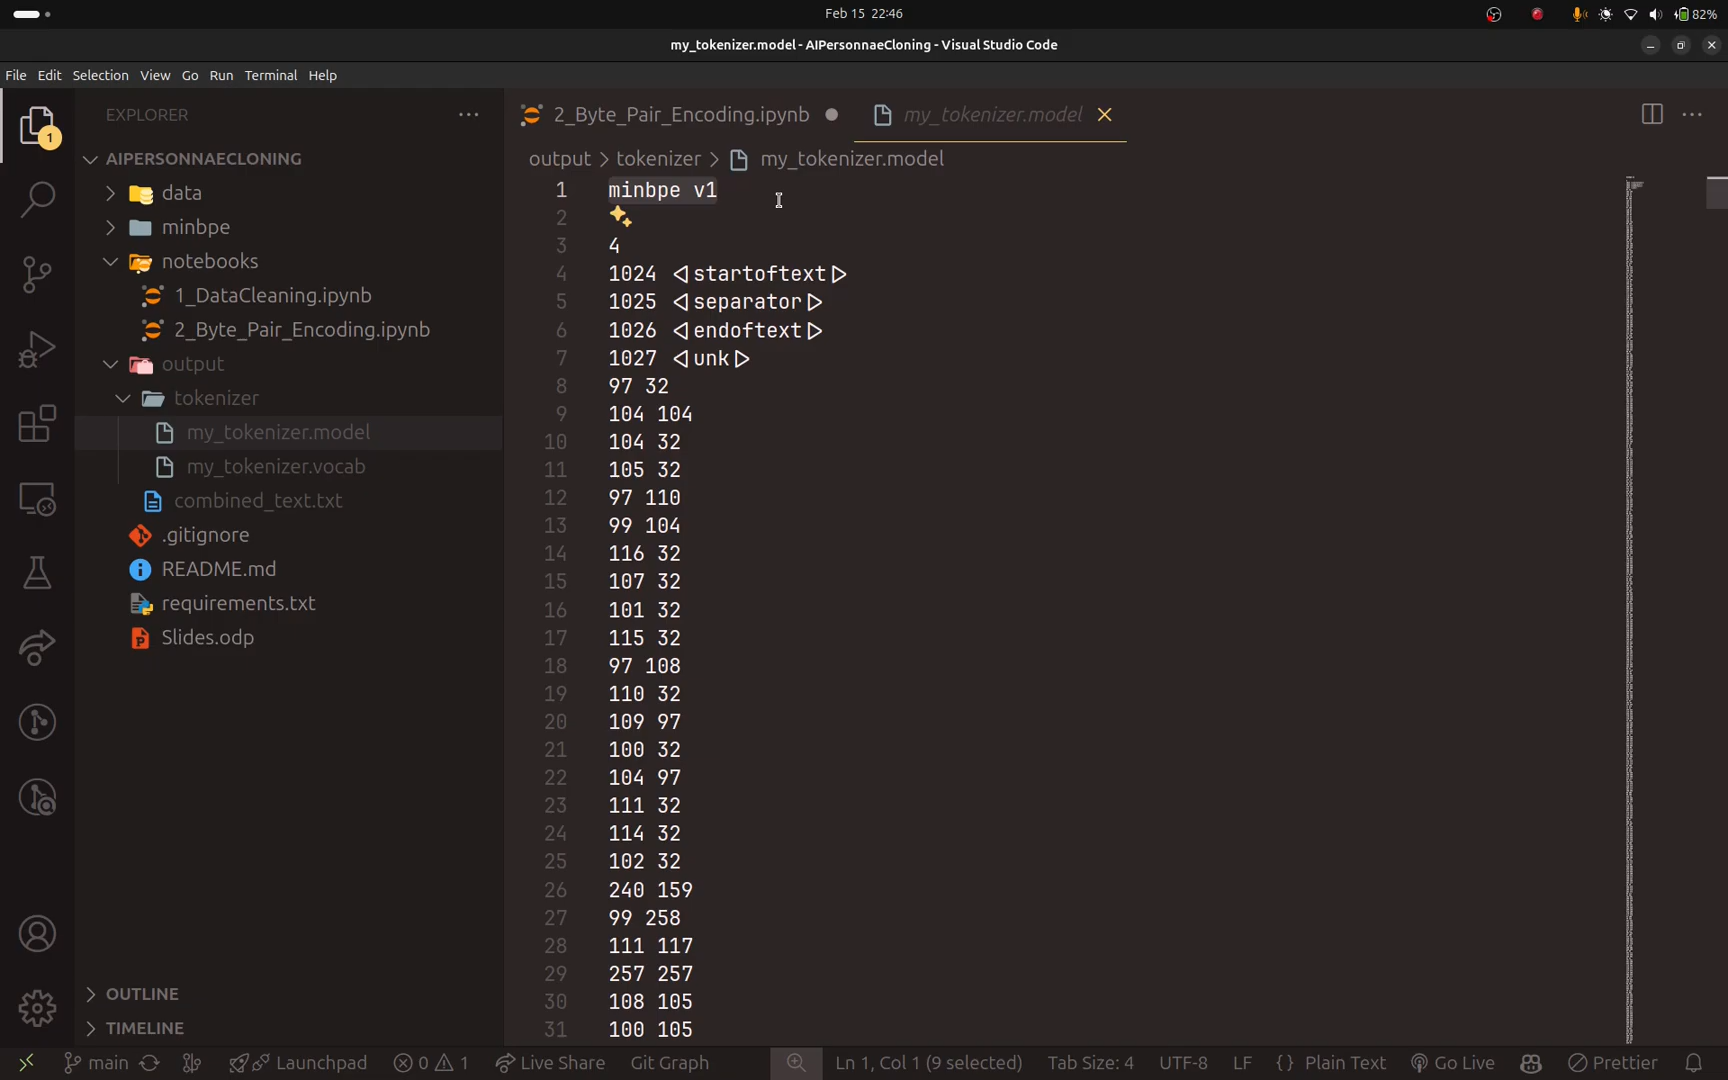 Feb 15 22:46
82%
my_tokenizer.model - AIPersonnaeCloning - Visual Studio Code
File Edit Selection View Go Run Terminal Help
EXPLORER
1
AIPERSONNAECLONING
data
minbpe
notebooks
1_DataCleaning.ipynb
2_Byte_Pair_Encoding.ipynb
output
tokenizer
my_tokenizer.model
my_tokenizer.vocab
combined_text.txt
.gitignore
README.md
requirements.txt
Slides.odp
OUTLINE
TIMELINE
2_Byte_Pair_Encoding.ipynb
my_tokenizer.model
output > tokenizer > my_tokenizer.model
1 minbpe v1
2
3 4
4 1024 <|startoftext|>
5 1025 <|separator|>
6 1026 <|endoftext|>
7 1027 <|unk|>
8 97 32
9 104 104
10 104 32
11 105 32
12 97 110
13 99 104
14 116 32
15 107 32
16 101 32
17 115 32
18 97 108
19 110 32
20 109 97
21 100 32
22 104 97
23 111 32
24 114 32
25 102 32
26 240 159
27 99 258
28 111 117
29 257 257
30 108 105
31 100 105
main Launchpad 0 1 Live Share Git Graph Ln 1, Col 1 (9 selected) Tab Size: 4 UTF-8 LF {} Plain Text Go Live Prettier